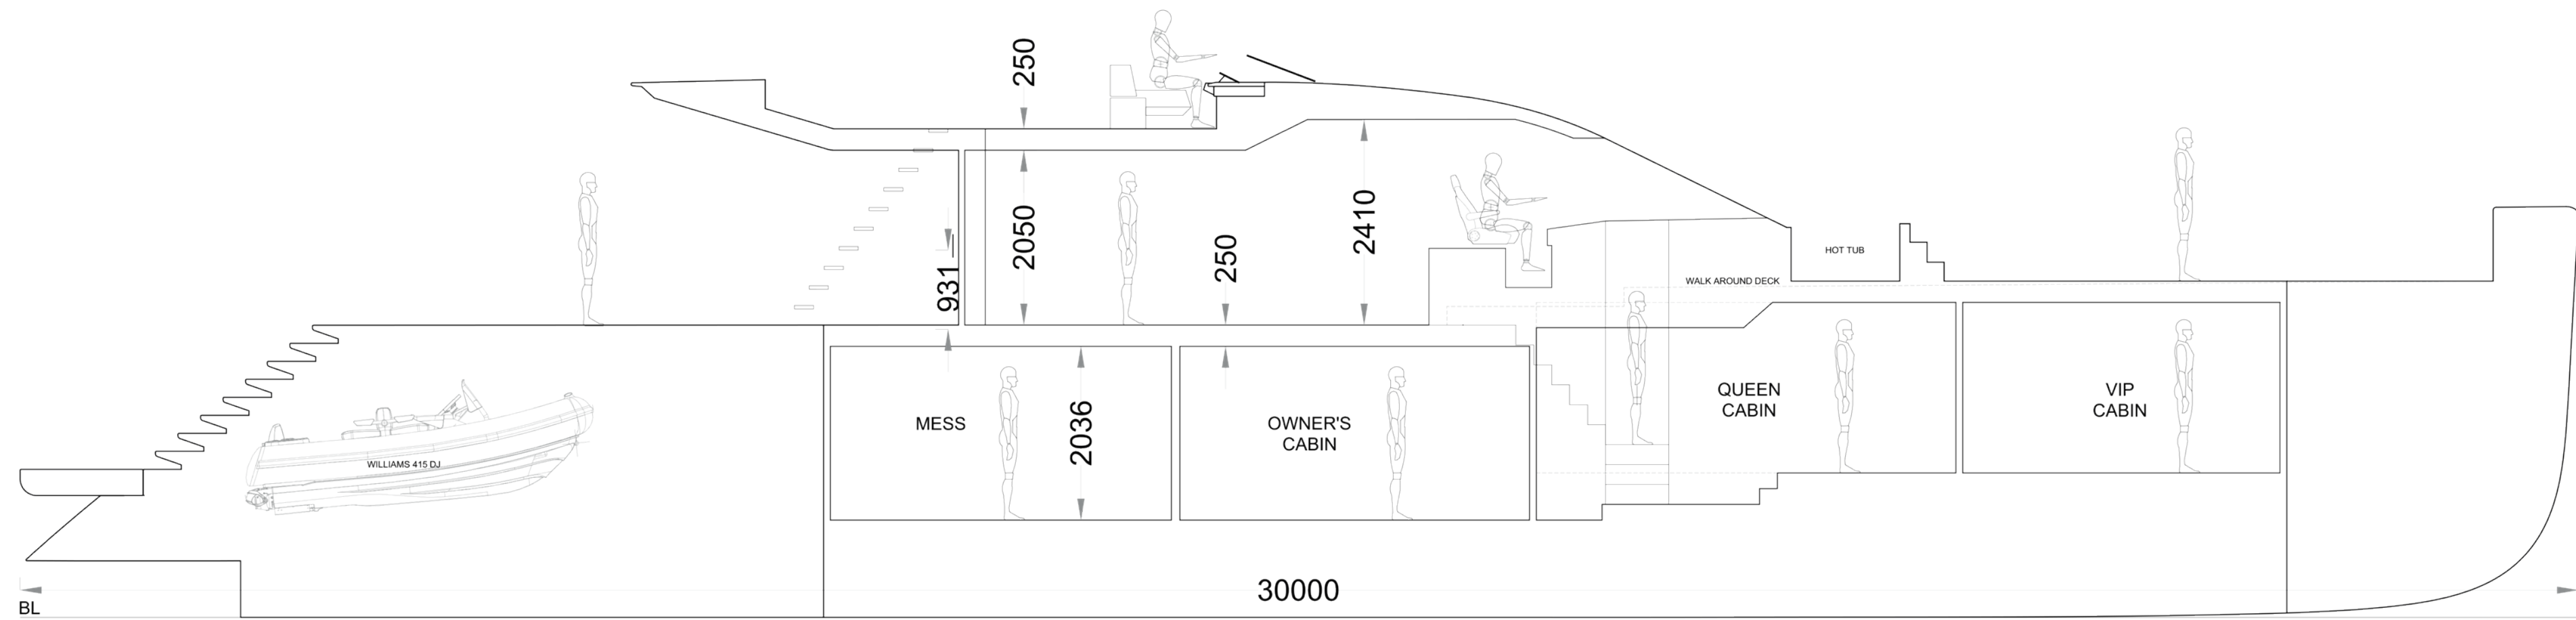 250
2050
931
250
2410
HOT TUB
WALK AROUND DECK
MESS
2036
OWNER'S
CABIN
QUEEN
CABIN
VIP
CABIN
WILLIAMS 415 DJ
30000
BL